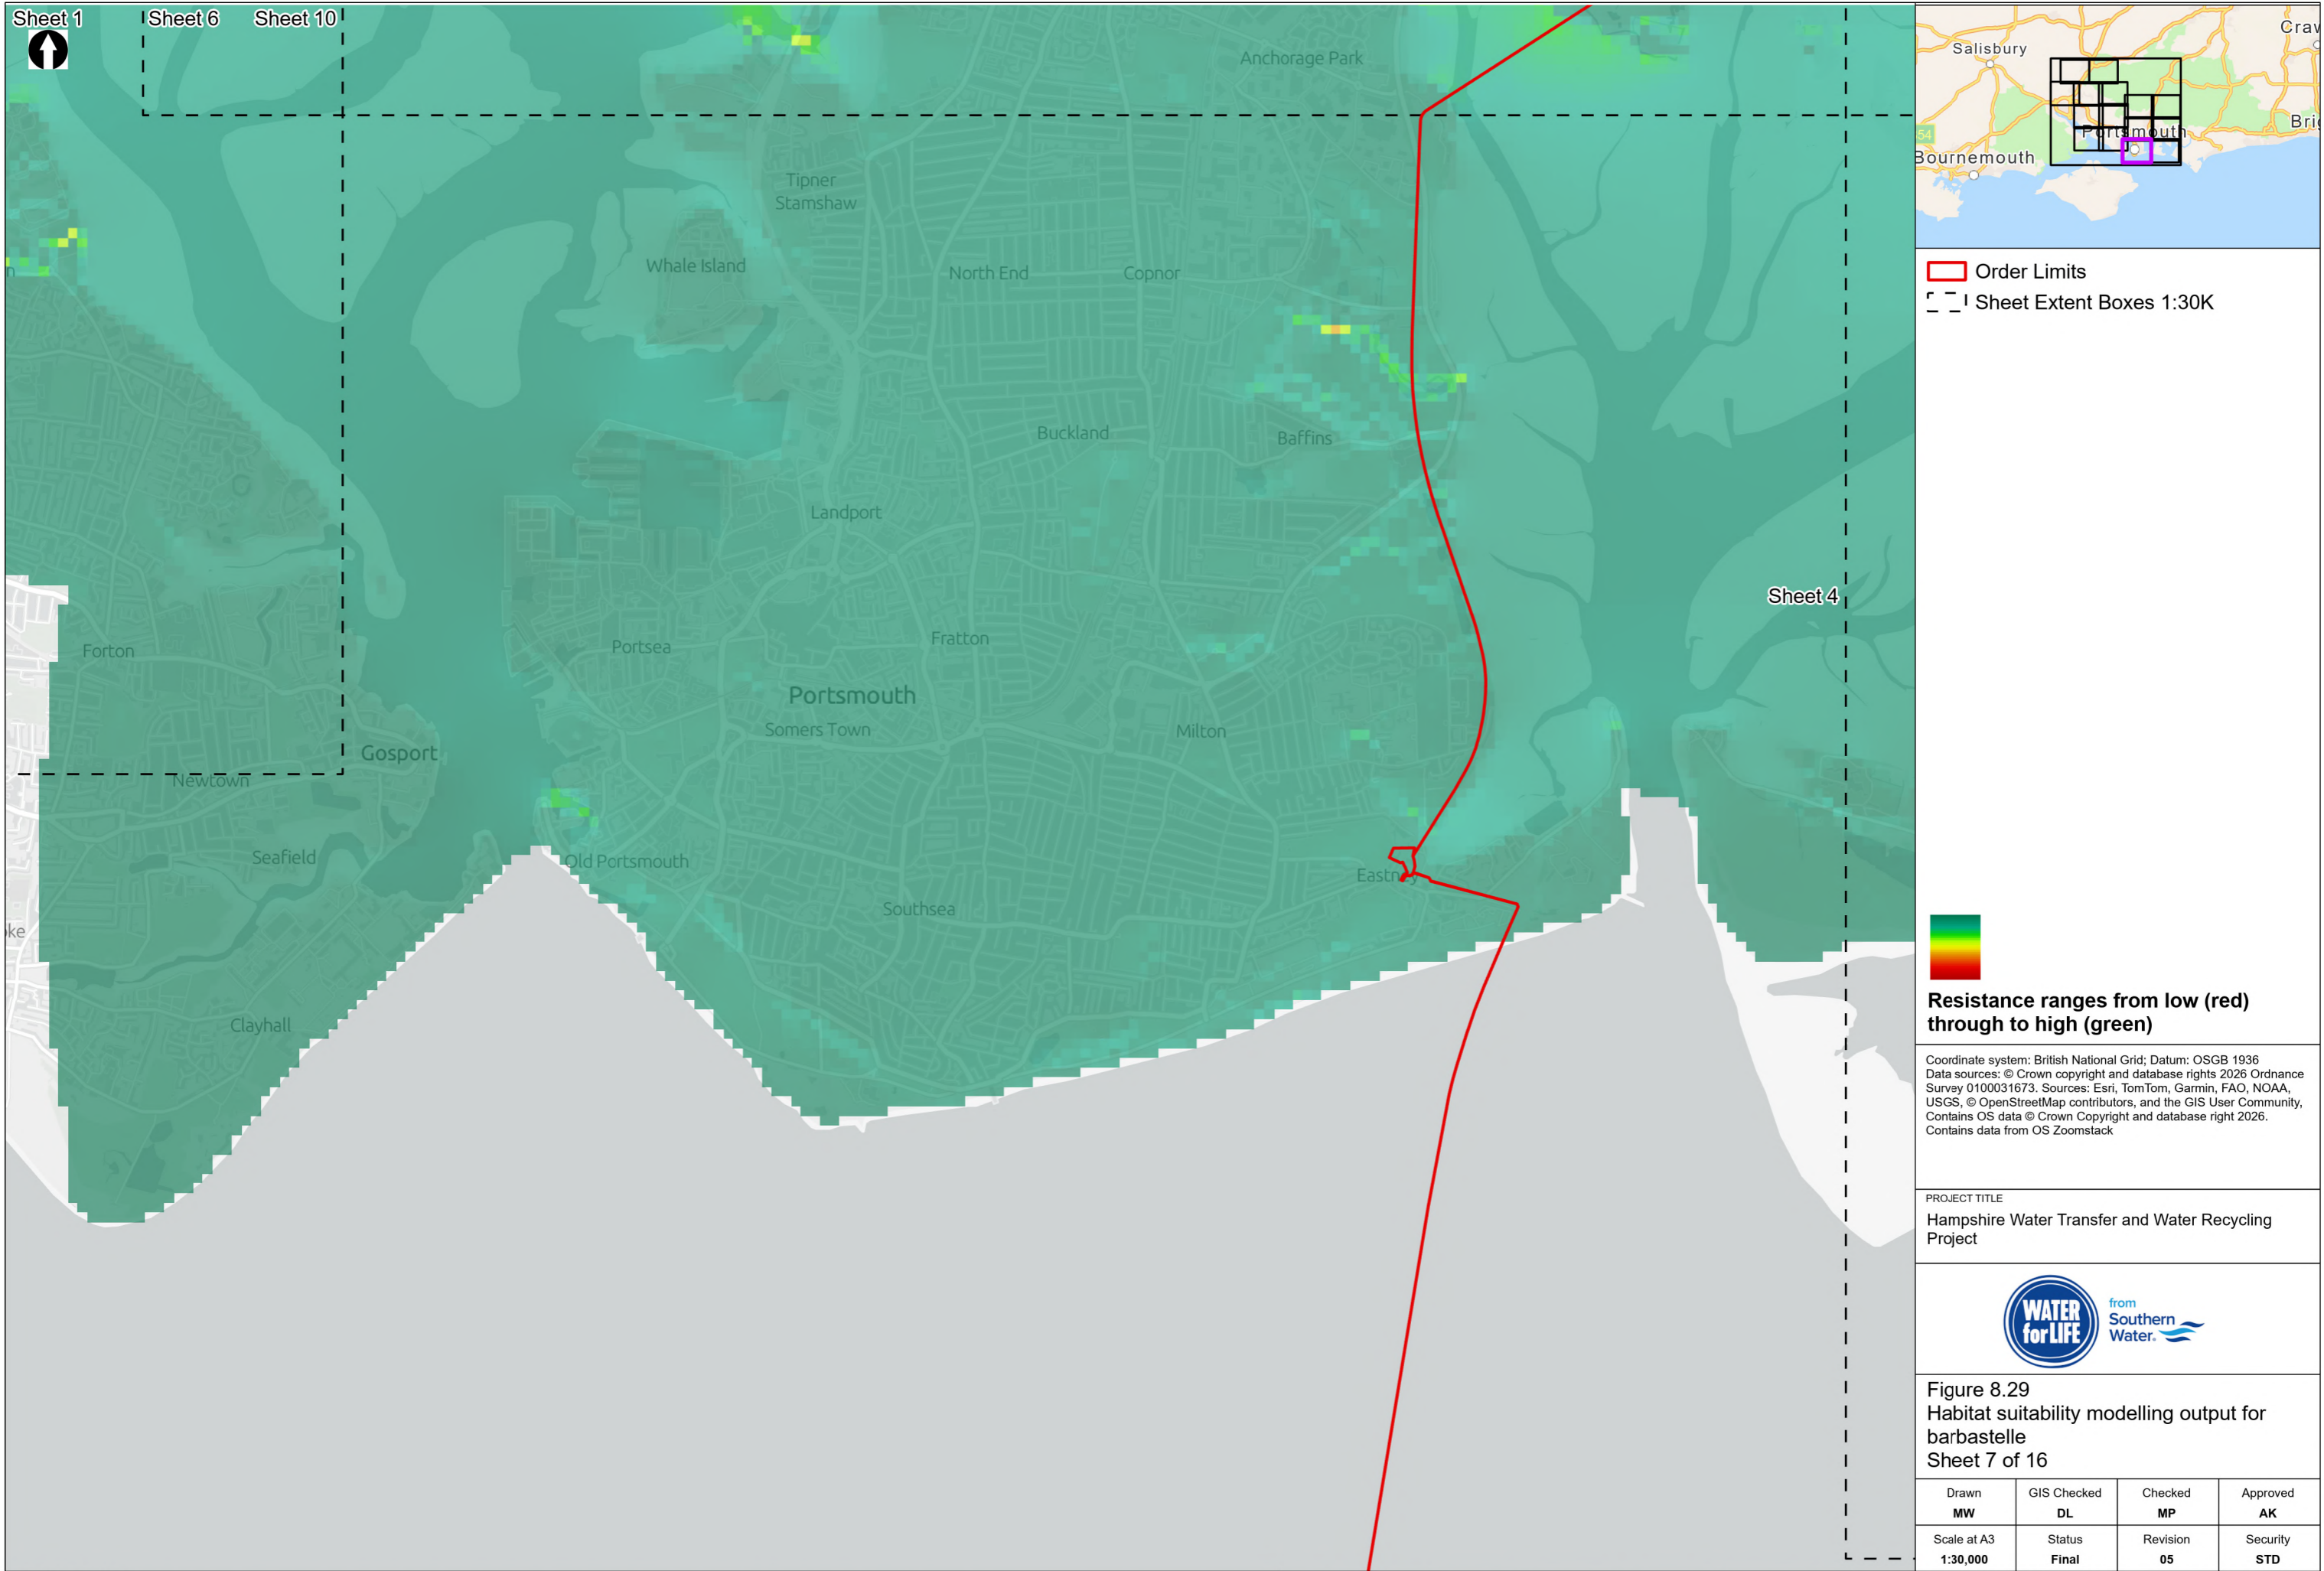 Sheet 1
Sheet 6
Sheet 10
Anchorage Park
Tipner
Stamshaw
Whale Island
North End
Copnor
Buckland
Baffins
Landport
Sheet 4
Forton
Portsea
Fratton
Portsmouth
Somers Town
Milton
Gosport
Newtown
Seafield
Old Portsmouth
Eastney
Southsea
oke
Clayhall
Salisbury
Craw
Portsmouth
Brig
54
Bournemouth
Order Limits
Sheet Extent Boxes 1:30K
Resistance ranges from low (red)
through to high (green)
Coordinate system: British National Grid; Datum: OSGB 1936
Data sources: © Crown copyright and database rights 2026 Ordnance
Survey 0100031673. Sources: Esri, TomTom, Garmin, FAO, NOAA,
USGS, © OpenStreetMap contributors, and the GIS User Community,
Contains OS data © Crown Copyright and database right 2026.
Contains data from OS Zoomstack
PROJECT TITLE
Hampshire Water Transfer and Water Recycling
Project
WATER
for LIFE
from
Southern
Water.
Figure 8.29
Habitat suitability modelling output for
barbastelle
Sheet 7 of 16
Drawn GIS Checked Checked Approved
MW DL MP AK
Scale at A3 Status Revision Security
1:30,000 Final 05 STD